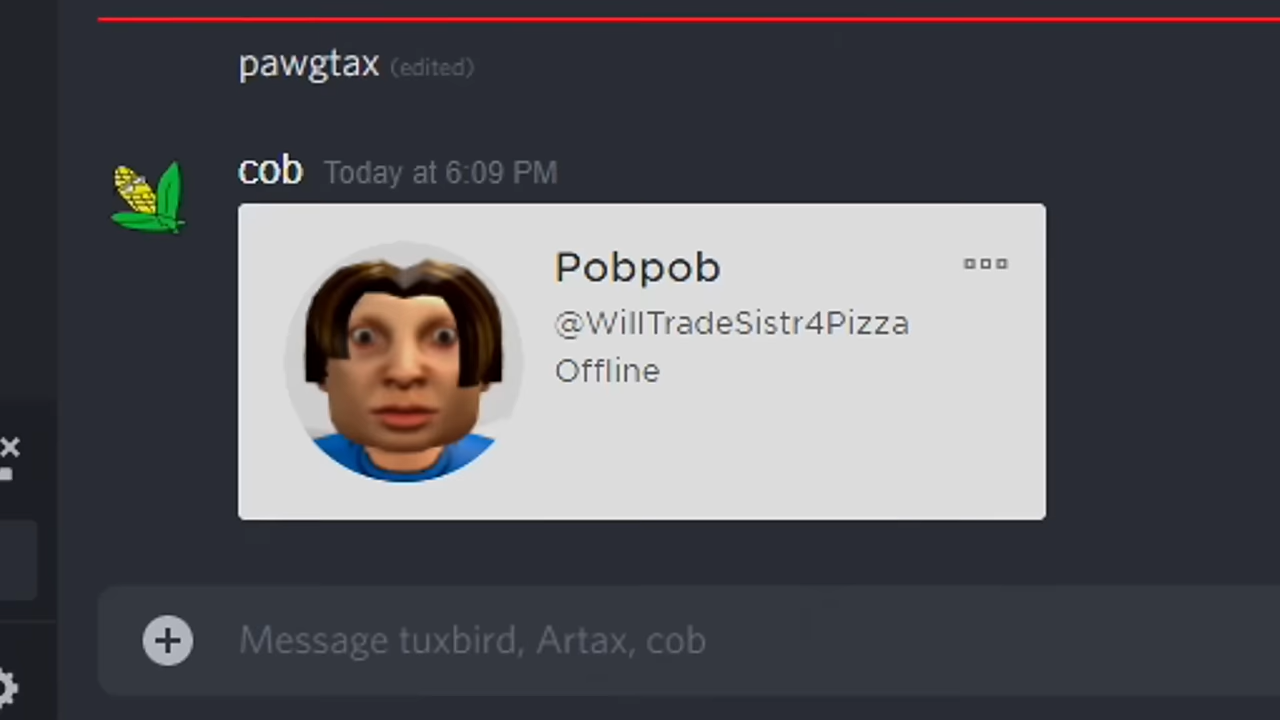 pawgtax (edited)
cob Today at 6:09 PM
Pobpob
@WillTradeSistr4Pizza
Offline
Message tuxbird, Artax, cob